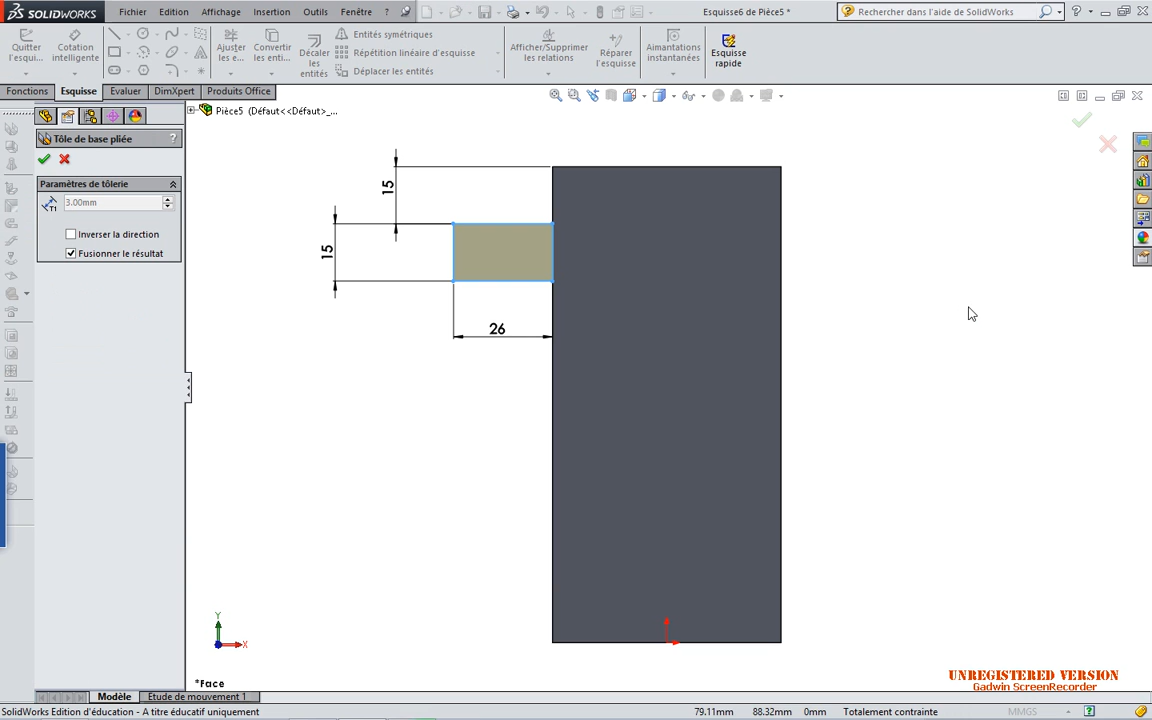 SOLIDWORKS
Fichier
Edition
Affichage
Insertion
Outils
Fenêtre
?
Esquisse6 de Pièce5 *
Rechercher dans l'aide de SolidWorks
Quitter
l'esqui...
Cotation
intelligente
Ajuster
les e...
Convertir
les enti...
Décaler
les
entités
Entités symétriques
Répétition linéaire d'esquisse
Déplacer les entités
Afficher/Supprimer
les relations
Réparer
l'esquisse
Aimantations
instantanées
Esquisse
rapide
Fonctions
Esquisse
Evaluer
DimXpert
Produits Office
Pièce5 (Défaut<<Défaut>_...
Tôle de base pliée
?
Paramètres de tôlerie
T1
3.00mm
Inverser la direction
Fusionner le résultat
15
15
26
Y
X
*Face
UNREGISTERED VERSION
Gadwin ScreenRecorder
Modèle
Etude de mouvement 1
SolidWorks Edition d'éducation - A titre éducatif uniquement
79.11mm
88.32mm
0mm
Totalement contrainte
MMGS
?